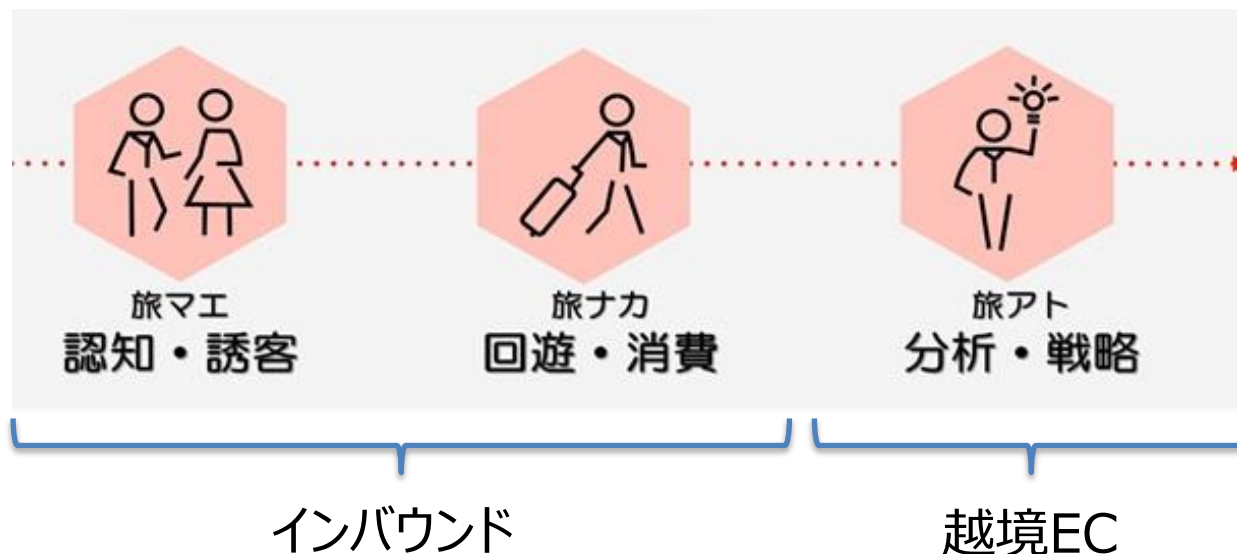 旅マエ
認知・誘客
旅ナカ
回遊・消費
旅アト
分析・戦略
インバウンド
越境EC